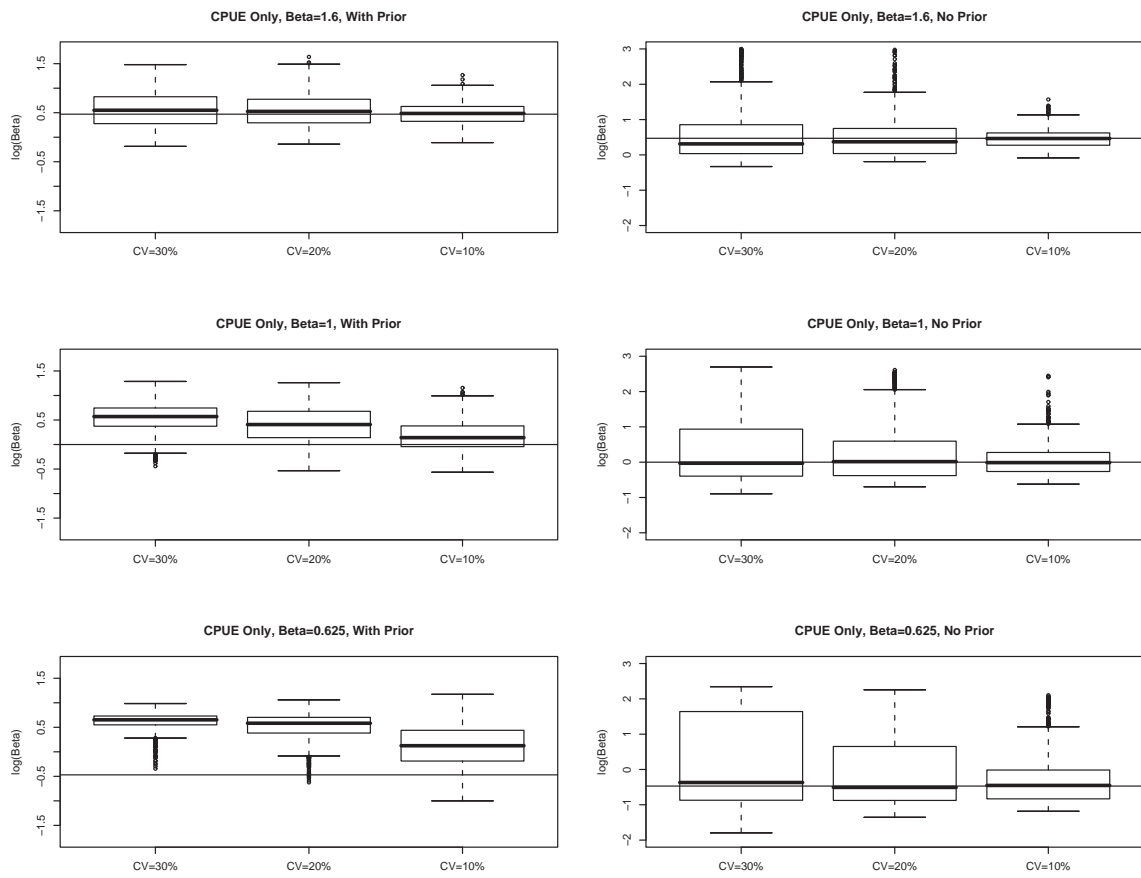 CPUE Only, Beta=1.6, With Prior
log(Beta)
1.5
0.5
−0.5
−1.5
CV=30%
CV=20%
CV=10%
CPUE Only, Beta=1.6, No Prior
log(Beta)
3
2
1
0
−1
−2
CV=30%
CV=20%
CV=10%
CPUE Only, Beta=1, With Prior
log(Beta)
1.5
0.5
−0.5
−1.5
CV=30%
CV=20%
CV=10%
CPUE Only, Beta=1, No Prior
log(Beta)
3
2
1
0
−1
−2
CV=30%
CV=20%
CV=10%
CPUE Only, Beta=0.625, With Prior
log(Beta)
1.5
0.5
−0.5
−1.5
CV=30%
CV=20%
CV=10%
CPUE Only, Beta=0.625, No Prior
log(Beta)
3
2
1
0
−1
−2
CV=30%
CV=20%
CV=10%